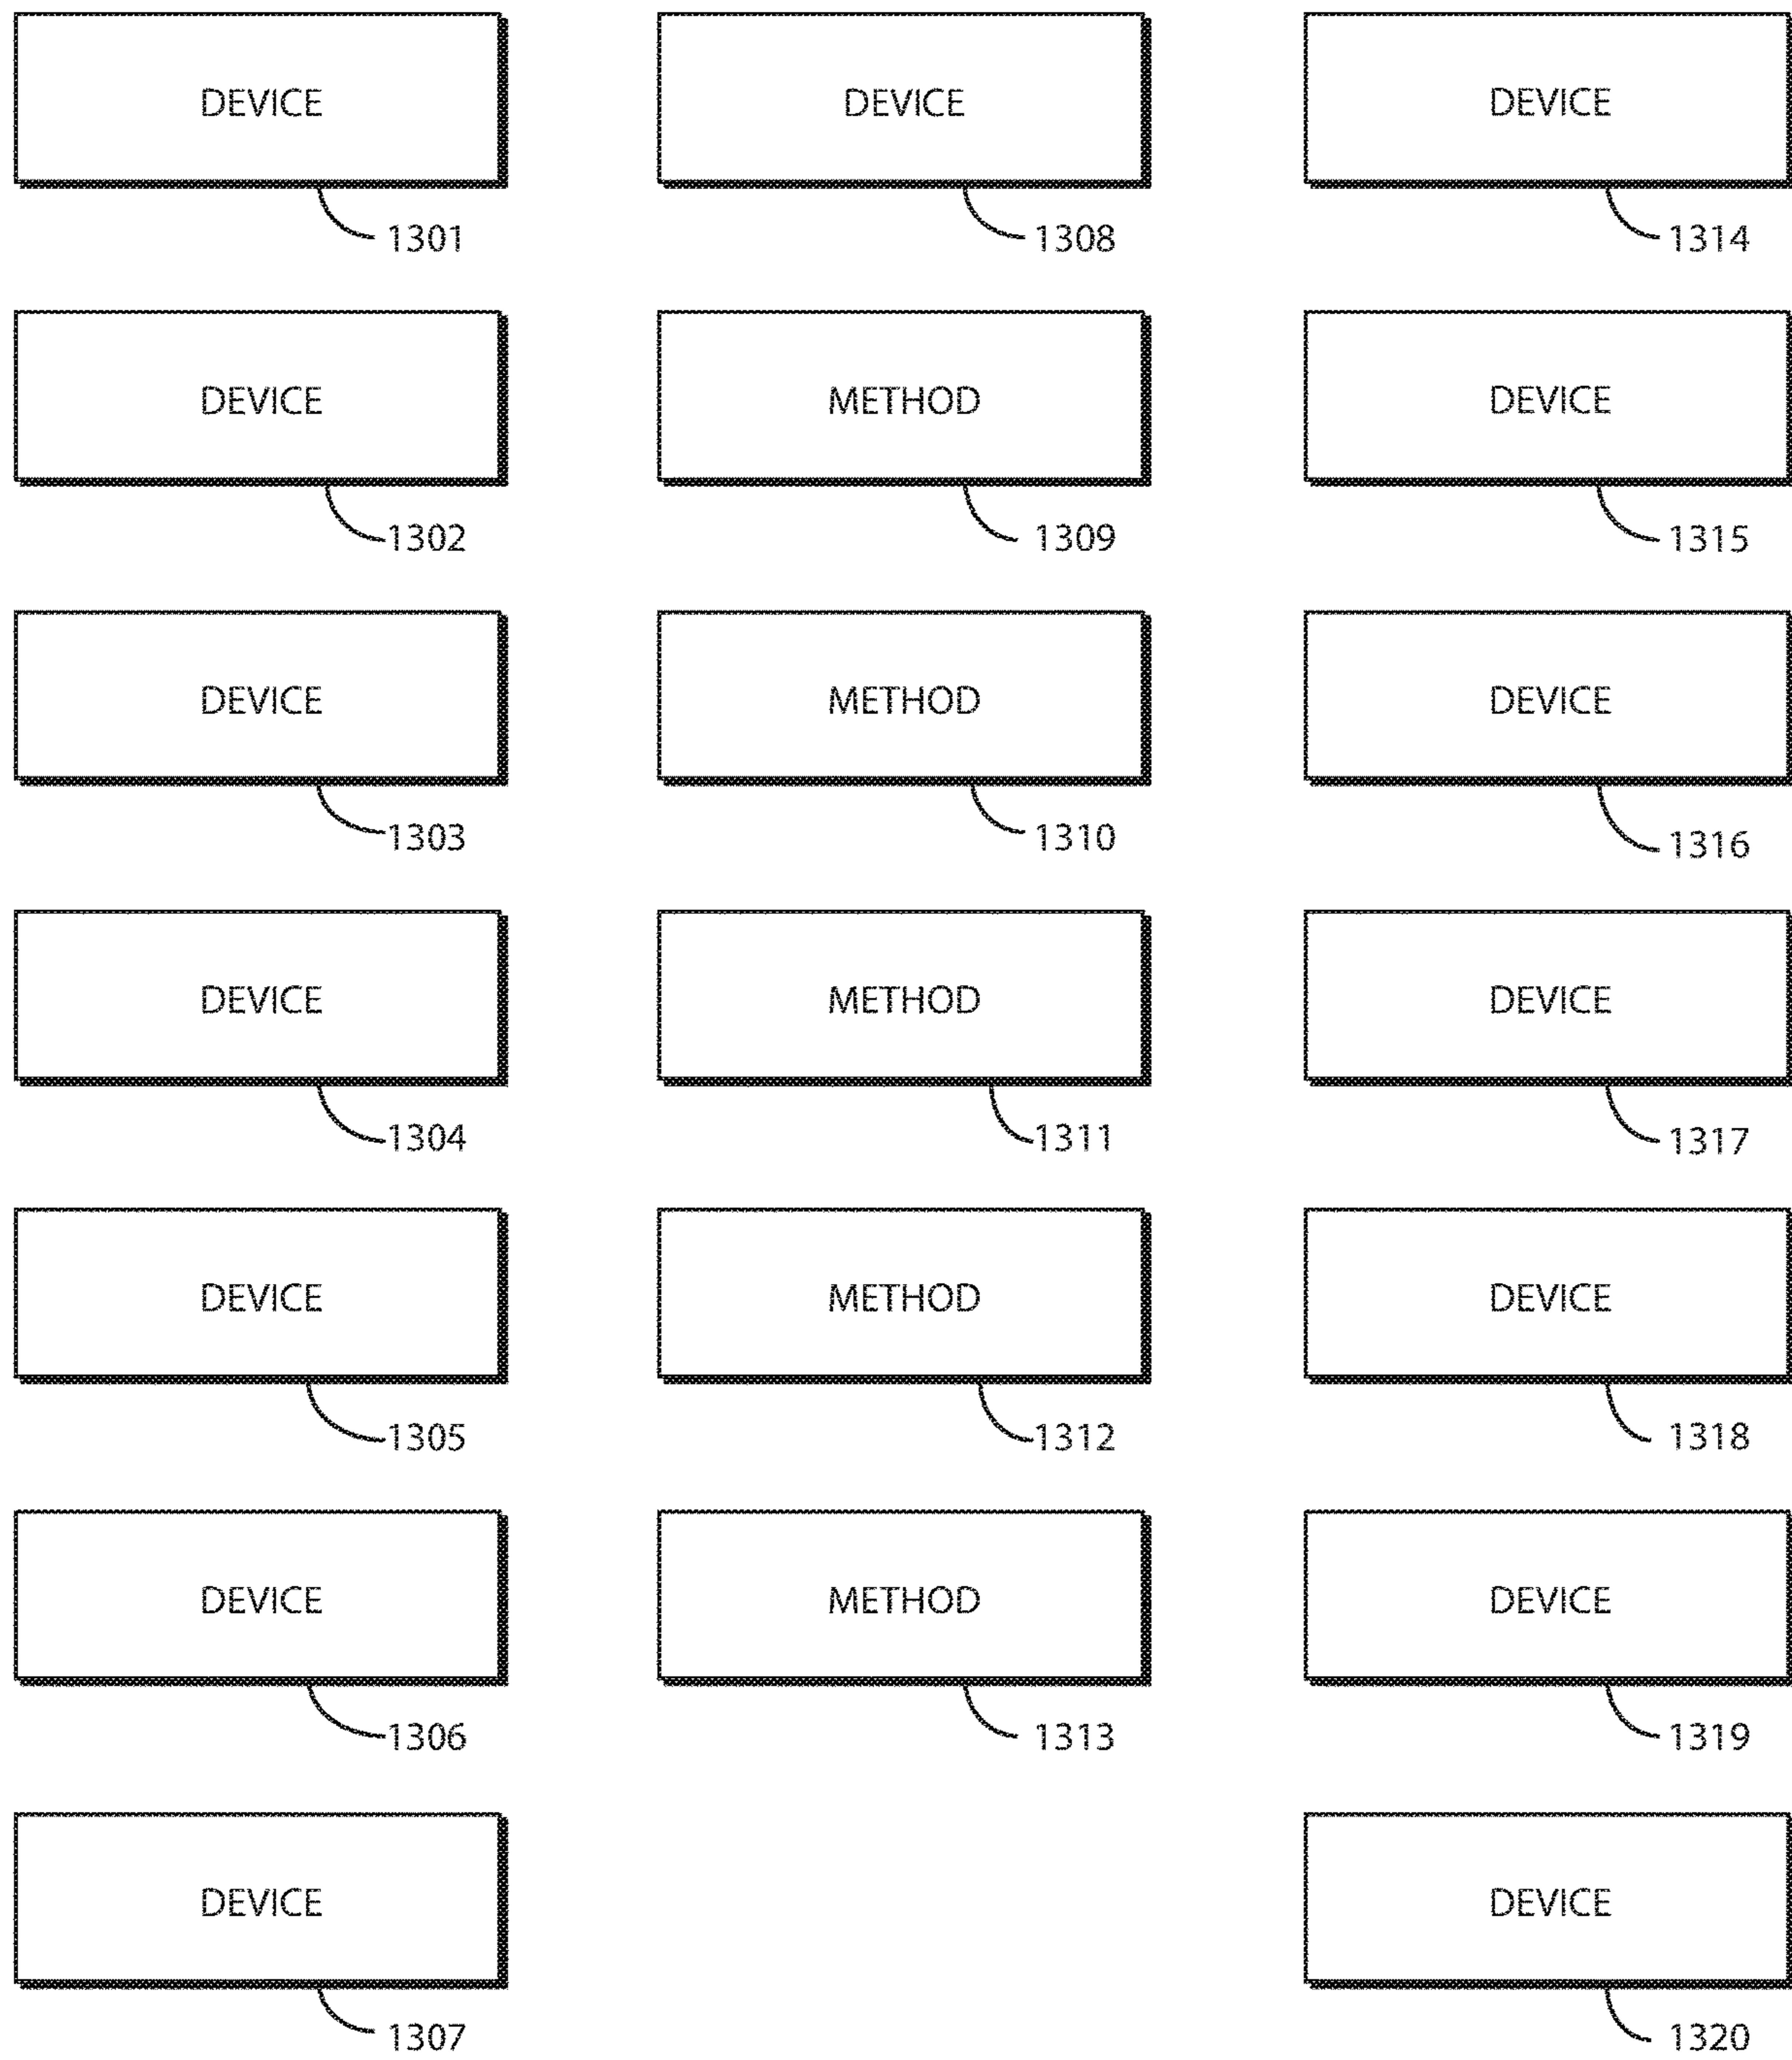 DEVICE
1301
DEVICE
1302
DEVICE
1303
DEVICE
1304
DEVICE
1305
DEVICE
1306
DEVICE
1307
DEVICE
1308
METHOD
1309
METHOD
1310
METHOD
1311
METHOD
1312
METHOD
1313
DEVICE
1314
DEVICE
1315
DEVICE
1316
DEVICE
1317
DEVICE
1318
DEVICE
1319
DEVICE
1320